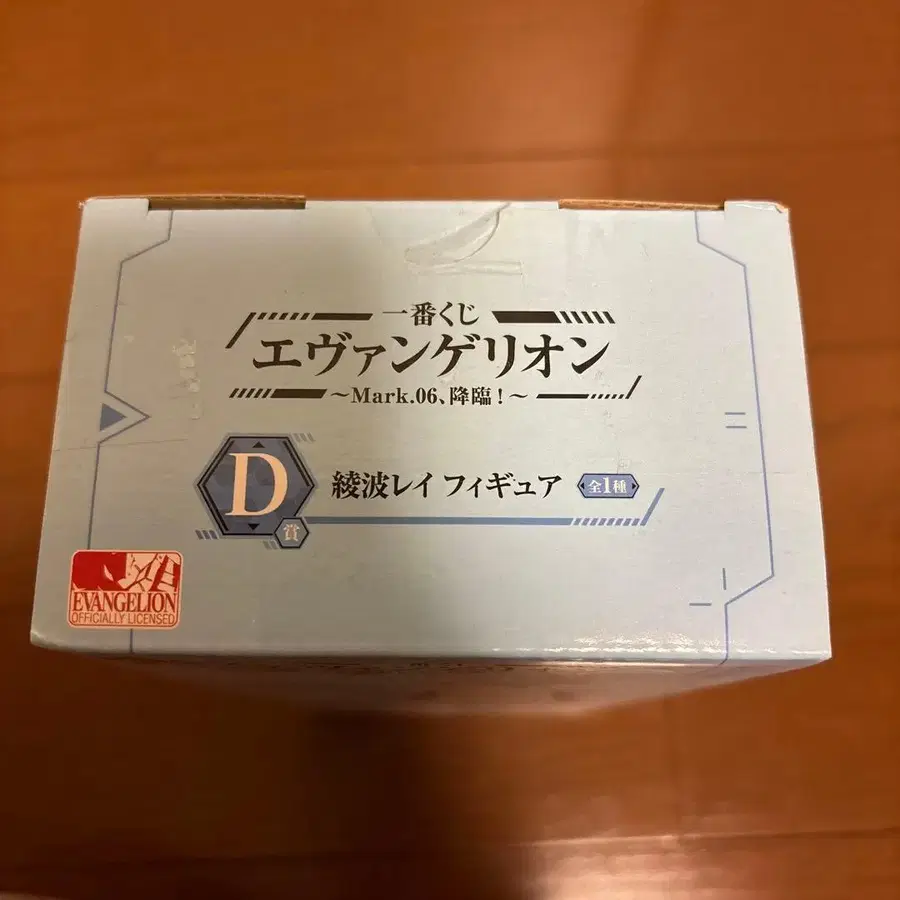 一番くじ
エヴァンゲリオン
～Mark.06、降臨！～
D
賞
綾波レイ フィギュア
全1種
EVANGELION
OFFICIALLY LICENSED